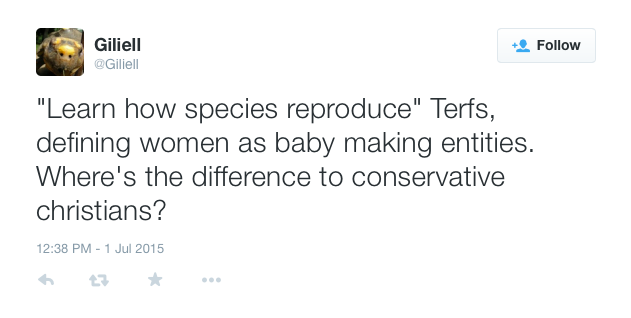 Giliell
@Giliell
Follow
"Learn how species reproduce" Terfs,
defining women as baby making entities.
Where's the difference to conservative
christians?
12:38 PM - 1 Jul 2015